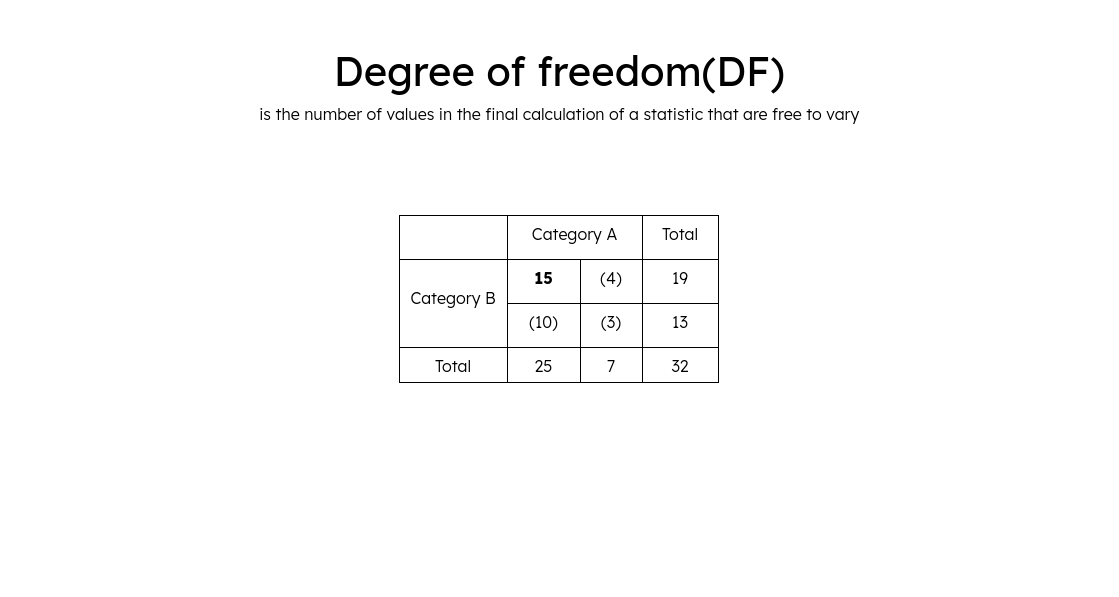 Degree of freedom(DF)
is the number of values in the final calculation of a statistic that are free to vary
Category A Total
Category B
15 (4) 19
(10) (3) 13
Total 25 7 32